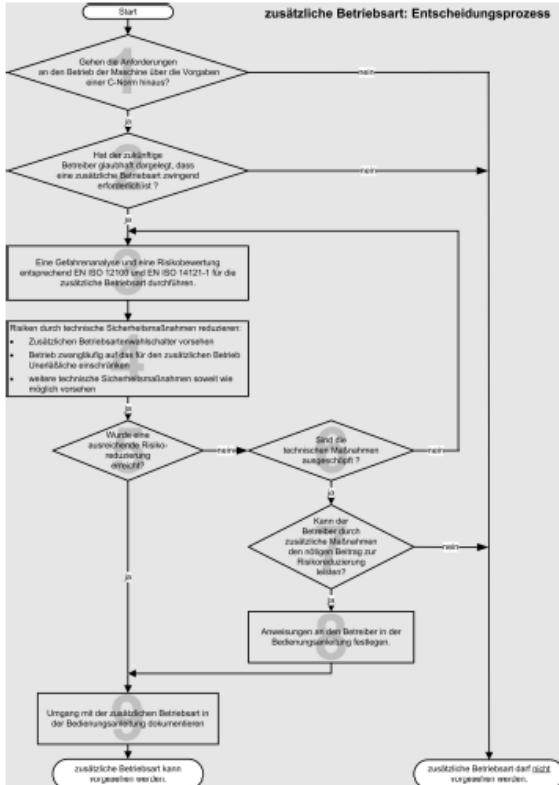 Start
zusätzliche Betriebsart: Entscheidungsprozess
1
Gehen die Anforderungen
an den Betrieb der Maschine über die Vorgaben
einer C-Norm hinaus?
nein
ja
2
Hat der zukünftige
Betreiber glaubhaft dargelegt, dass
eine zusätzliche Betriebsart zwingend
erforderlich ist ?
nein
ja
3
Eine Gefahrenanalyse und eine Risikobewertung
entsprechend EN ISO 12100 und EN ISO 14121-1 für die
zusätzliche Betriebsart durchführen.
4
Risiken durch technische Sicherheitsmaßnahmen reduzieren:
• Zusätzlichen Betriebsartenwahlschalter vorsehen
• Betrieb zwangläufig auf das für den zusätzlichen Betrieb
Unerläßliche einschränken
• weitere technische Sicherheitsmaßnahmen soweit wie
möglich vorsehen
ja
Wurde eine
ausreichende Risiko-
reduzierung
erreicht?
nein
Sind die
technischen Maßnahmen
ausgeschöpft ?
nein
ja
ja
Kann der
Betreiber durch
zusätzliche Maßnahmen
den nötigen Beitrag zur
Risikoreduzierung
leisten?
nein
ja
8
Anweisungen an den Betreiber in der
Bedienungsanleitung festlegen.
9
Umgang mit der zusätzlichen Betriebsart in
der Bedienungsanleitung dokumentieren
zusätzliche Betriebsart kann
vorgesehen werden.
zusätzliche Betriebsart darf nicht
vorgesehen werden.